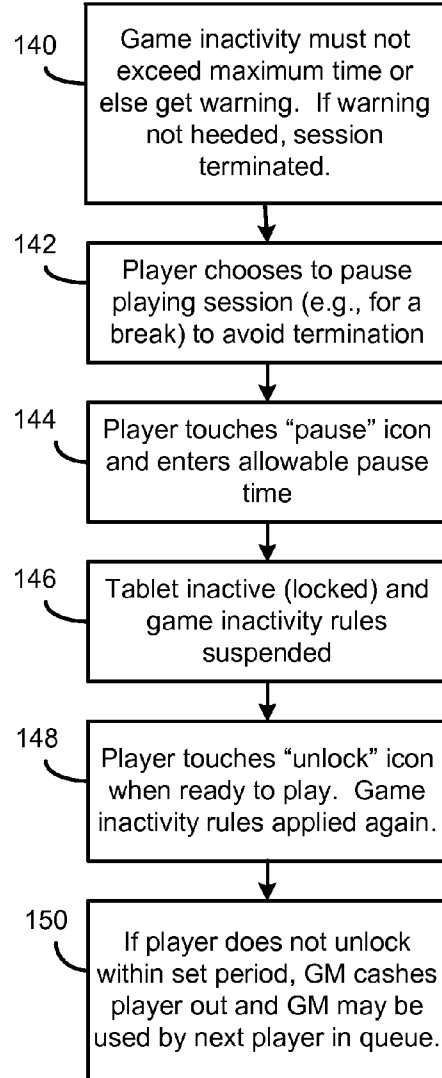 140
Game inactivity must not
exceed maximum time or
else get warning.  If warning
not heeded, session
terminated.
142
Player chooses to pause
playing session (e.g., for a
break) to avoid termination
144
Player touches “pause” icon
and enters allowable pause
time
146
Tablet inactive (locked) and
game inactivity rules
suspended
148
Player touches “unlock” icon
when ready to play.  Game
inactivity rules applied again.
150
If player does not unlock
within set period, GM cashes
player out and GM may be
used by next player in queue.